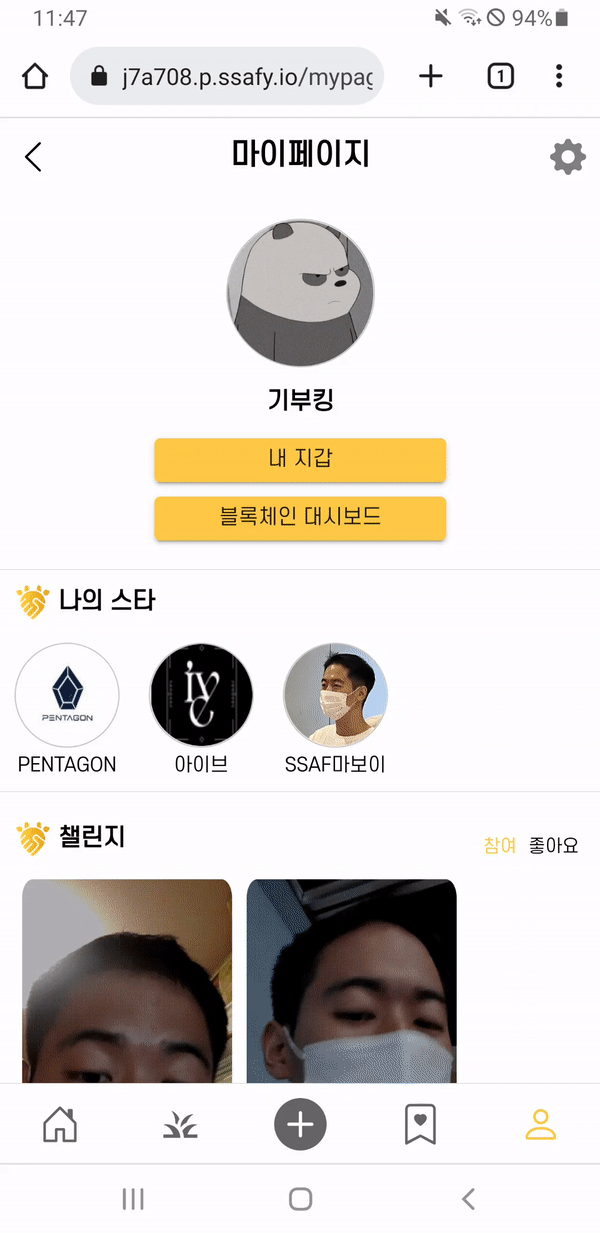 11:47
94%
j7a708.p.ssafy.io/mypag
1
마이페이지
기부킹
내 지갑
블록체인 대시보드
나의 스타
PENTAGON
ive
PENTAGON
아이브
SSAF마보이
챌린지
참여 좋아요